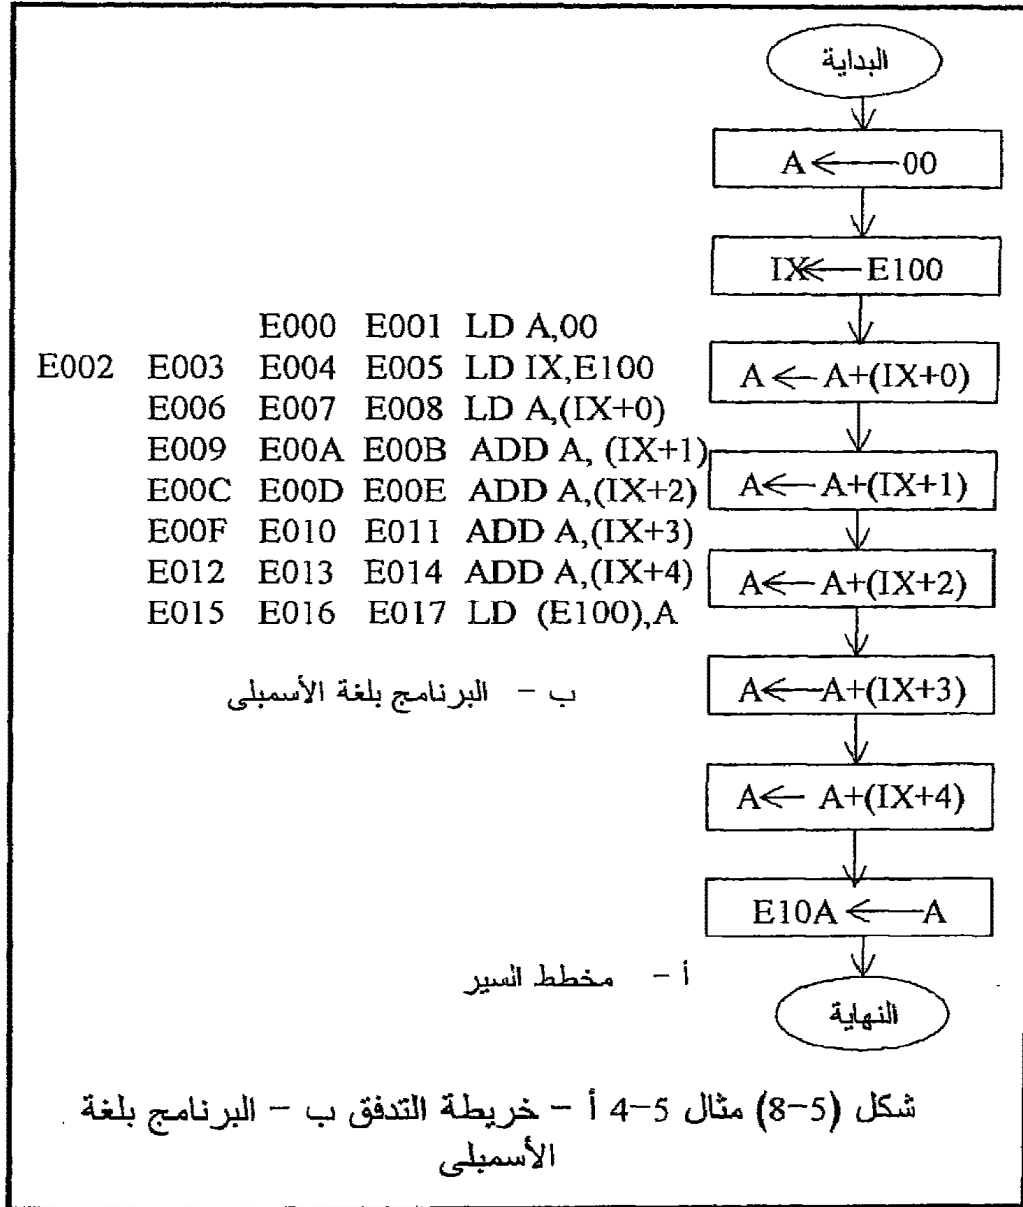 البداية
A ← 00
IX ← E100
A ← A+(IX+0)
A ← A+(IX+1)
A ← A+(IX+2)
A ← A+(IX+3)
A ← A+(IX+4)
E10A ← A
النهاية
أ - مخطط السير
E000 E001 LD A,00
E002 E003 E004 E005 LD IX,E100
E006 E007 E008 LD A,(IX+0)
E009 E00A E00B ADD A, (IX+1)
E00C E00D E00E ADD A,(IX+2)
E00F E010 E011 ADD A,(IX+3)
E012 E013 E014 ADD A,(IX+4)
E015 E016 E017 LD (E100),A
ب - البرنامج بلغة الأسمبلى
شكل (5-8) مثال 5-4 أ - خريطة التدفق ب - البرنامج بلغة
الأسمبلى